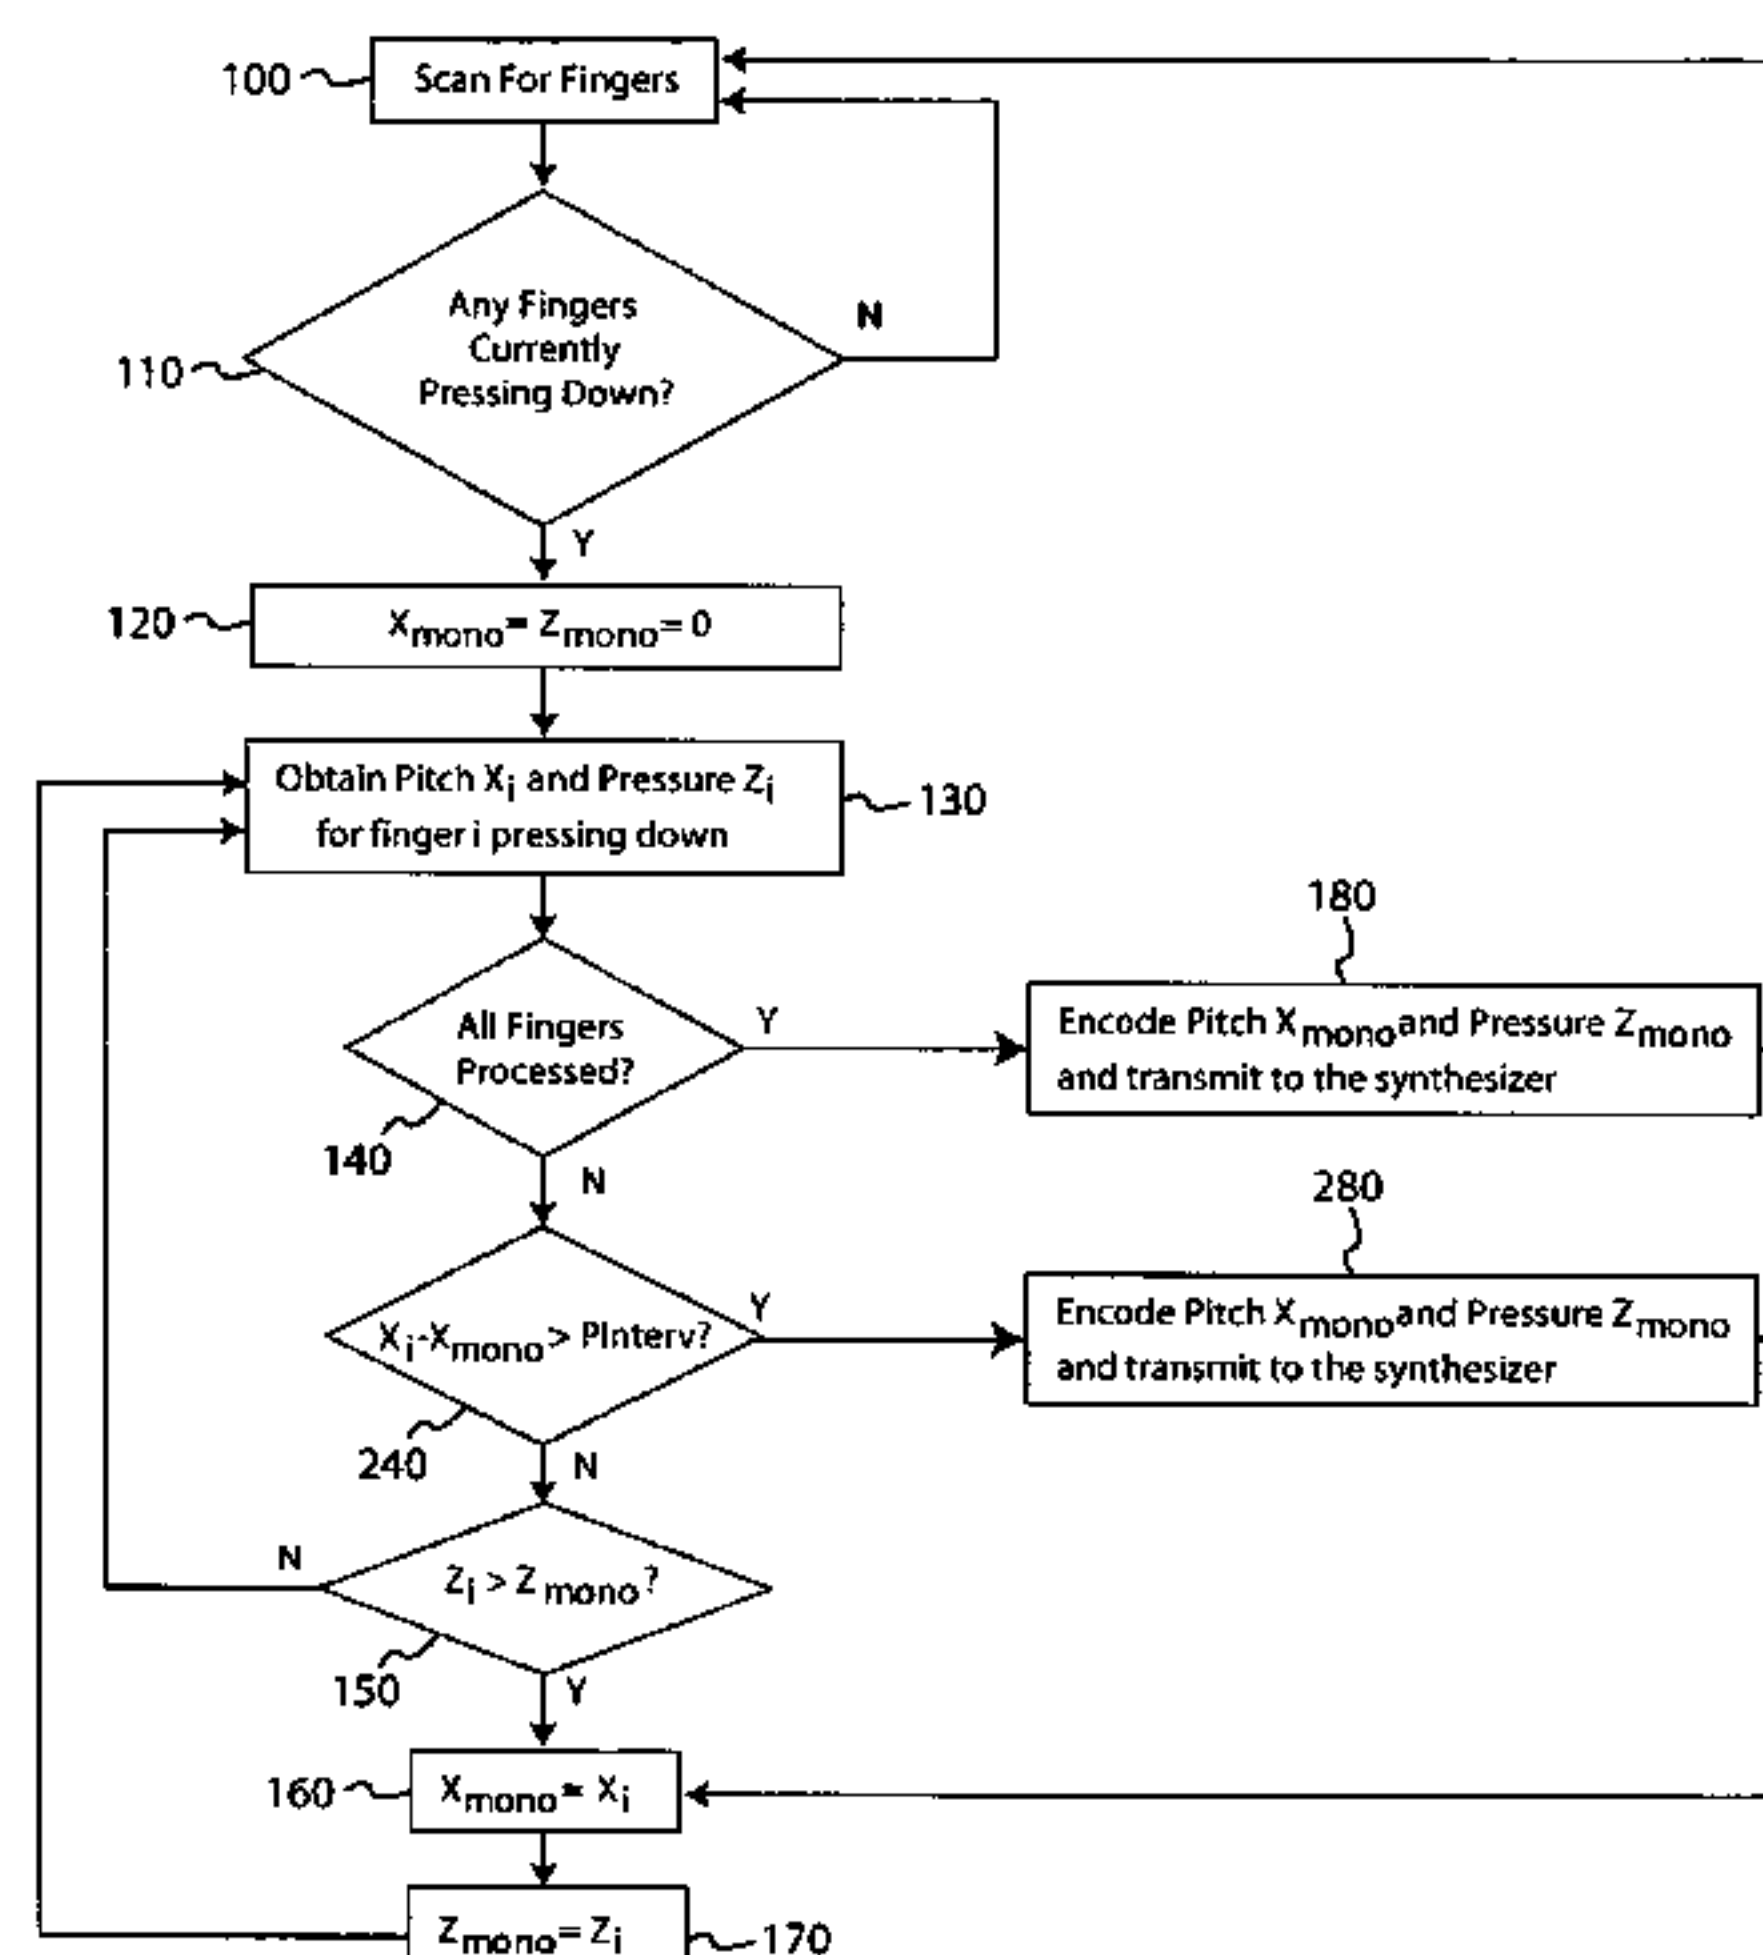 100
Scan For Fingers
Any Fingers
Currently
Pressing Down?
N
110
Y
120
Xmono = Zmono = 0
Obtain Pitch Xi and Pressure Zi
for finger i pressing down
130
180
All Fingers
Processed?
Y
Encode Pitch Xmono and Pressure Zmono
and transmit to the synthesizer
140
N
280
Xi-Xmono > PInterv?
Y
Encode Pitch Xmono and Pressure Zmono
and transmit to the synthesizer
240
N
N
Zi > Zmono?
150
Y
160
Xmono = Xi
Zmono = Zi
170